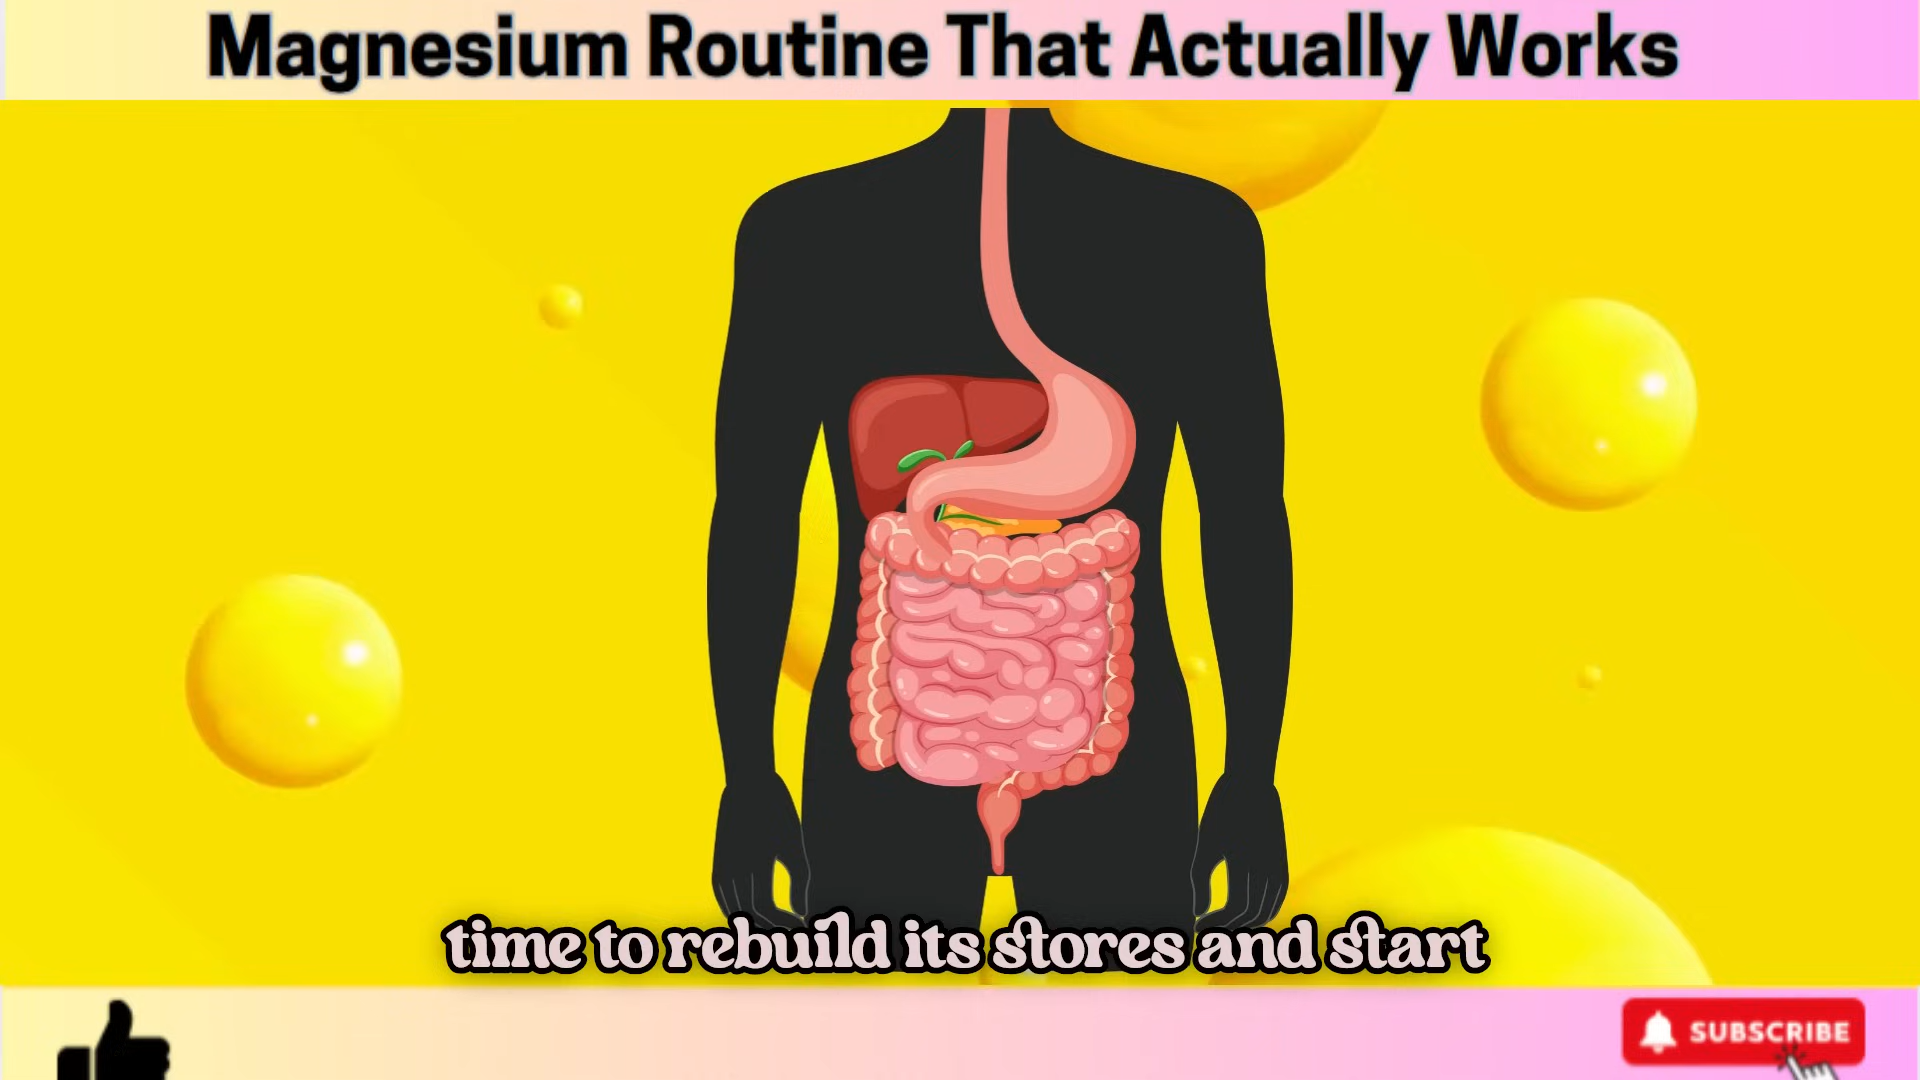 Magnesium Routine That Actually Works
time to rebuild its stores and start
SUBSCRIBE